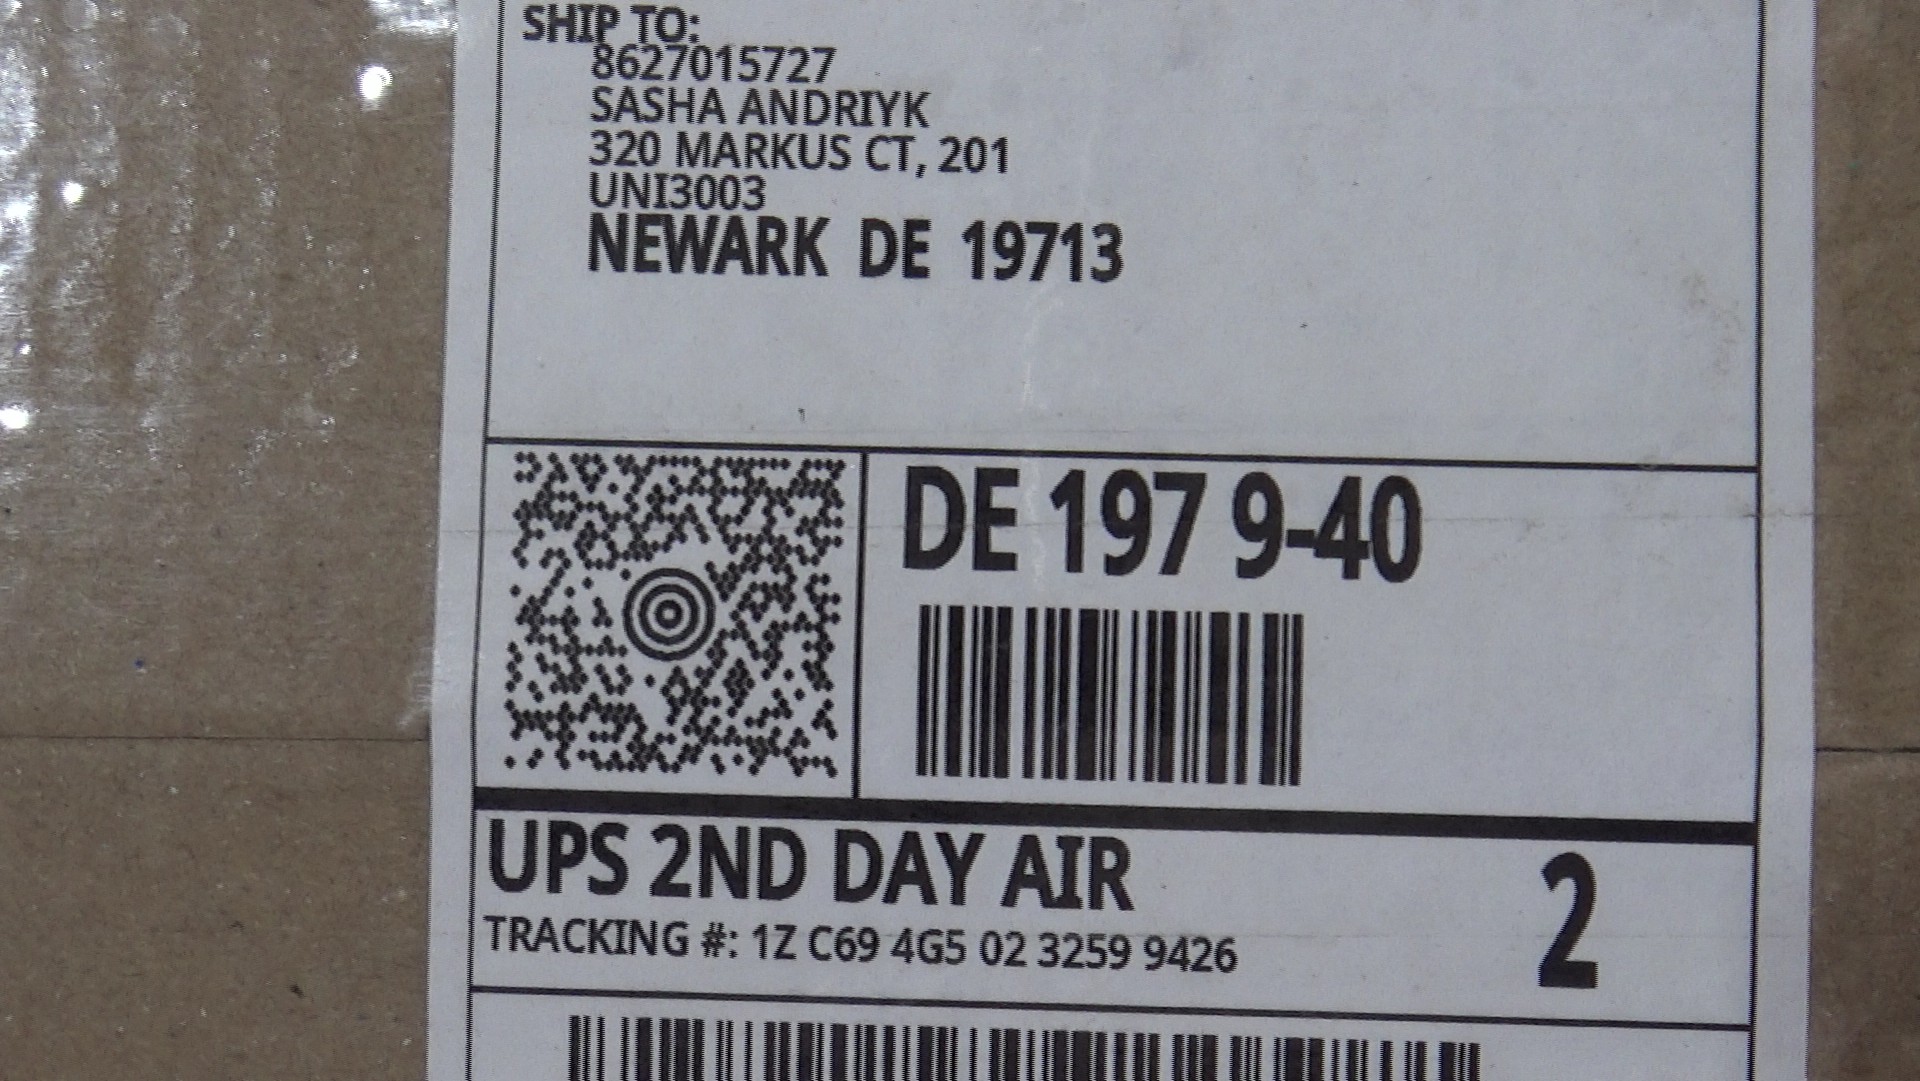 SHIP TO:
8627015727
SASHA ANDRIYK
320 MARKUS CT, 201
UNI3003
NEWARK DE 19713
DE 197 9-40
UPS 2ND DAY AIR
2
TRACKING #: 1Z C69 4G5 02 3259 9426